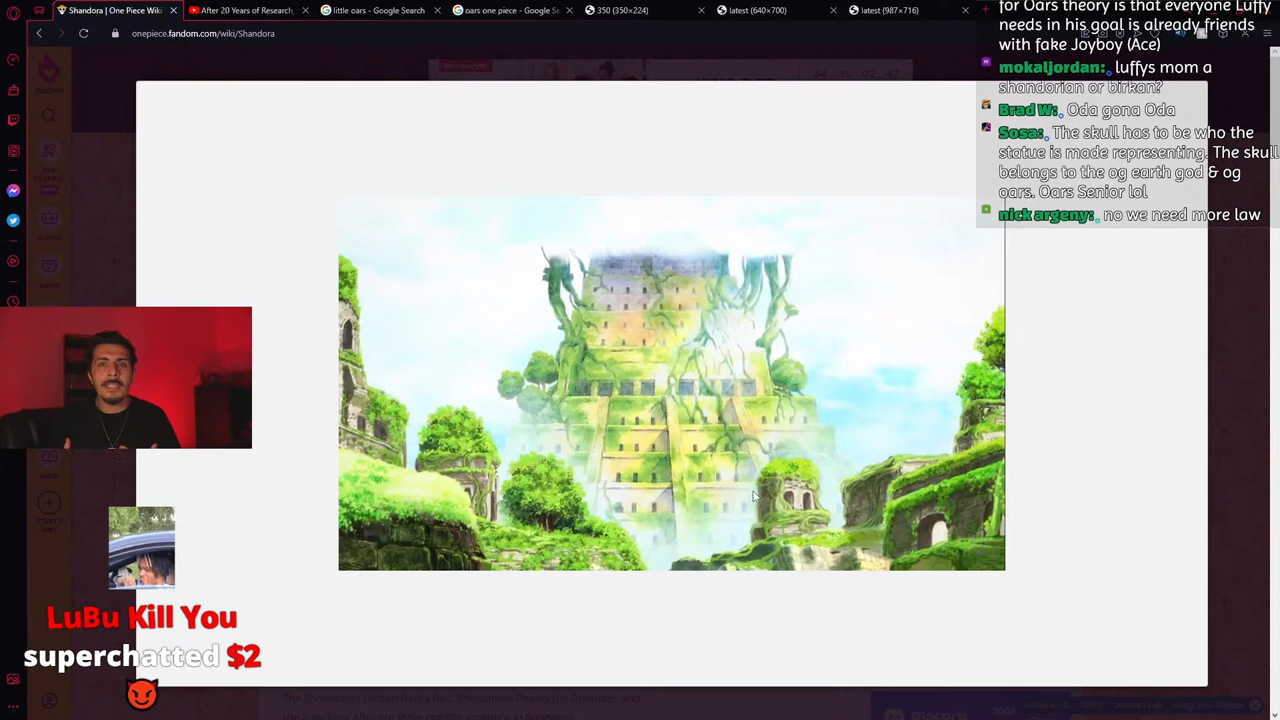 Shandora | One Piece Wiki
After 20 Years of Research,
little oars - Google Search
oars one piece - Google Se
350 (350×224)
latest (640×700)
latest (987×716)
onepiece.fandom.com/wiki/Shandora
for Oars theory is that everyone Luffy
needs in his goal is already friends
with fake Joyboy (Ace)
mokaljordan: luffys mom a
shandorian or birkan?
Brad W: Oda gona Oda
Sosa: The skull has to be who the
statue is made representing. The skull
belongs to the og earth god & og
oars. Oars Senior lol
nick argeny: no we need more law
LuBu Kill You
superchatted $2
Discord